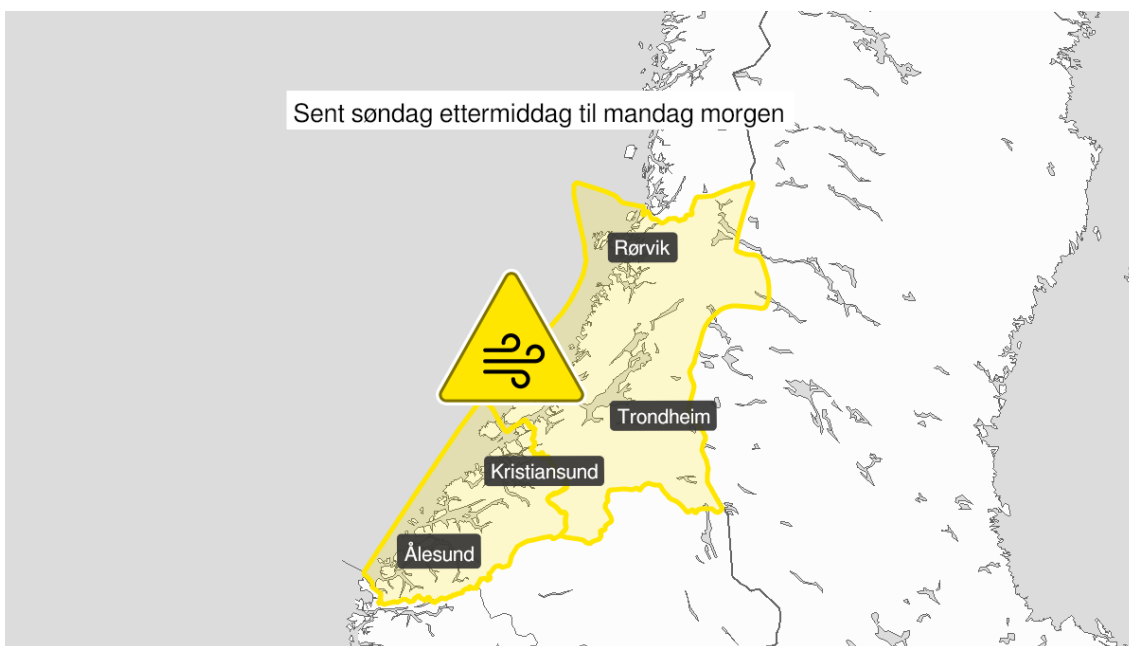 Sent søndag ettermiddag til mandag morgen
Rørvik
Trondheim
Kristiansund
Ålesund